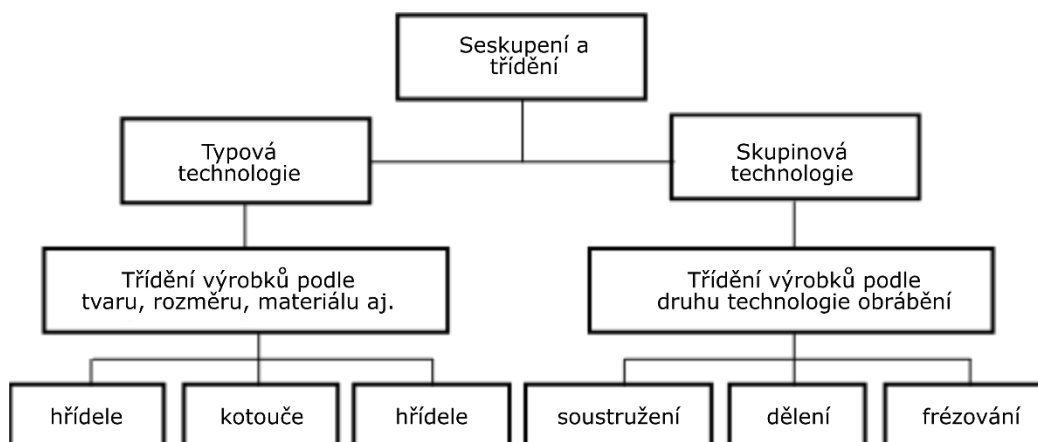 Seskupení a
třídění
Typová
technologie
Skupinová
technologie
Třídění výrobků podle
tvaru, rozměru, materiálu aj.
Třídění výrobků podle
druhu technologie obrábění
hřídele
kotouče
hřídele
soustružení
dělení
frézování